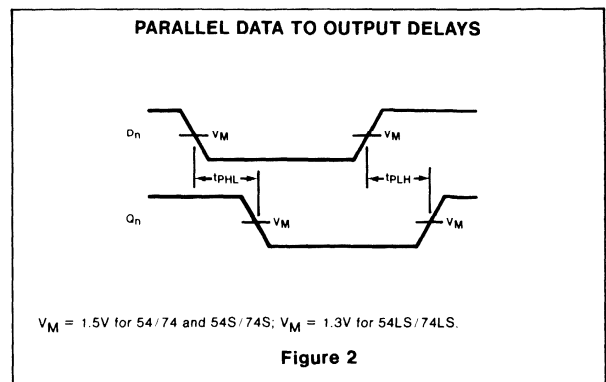 PARALLEL DATA TO OUTPUT DELAYS
Dn
VM
VM
tPHL
tPLH
Qn
VM
VM
VM = 1.5V for 54/74 and 54S/74S; VM = 1.3V for 54LS/74LS.
Figure 2